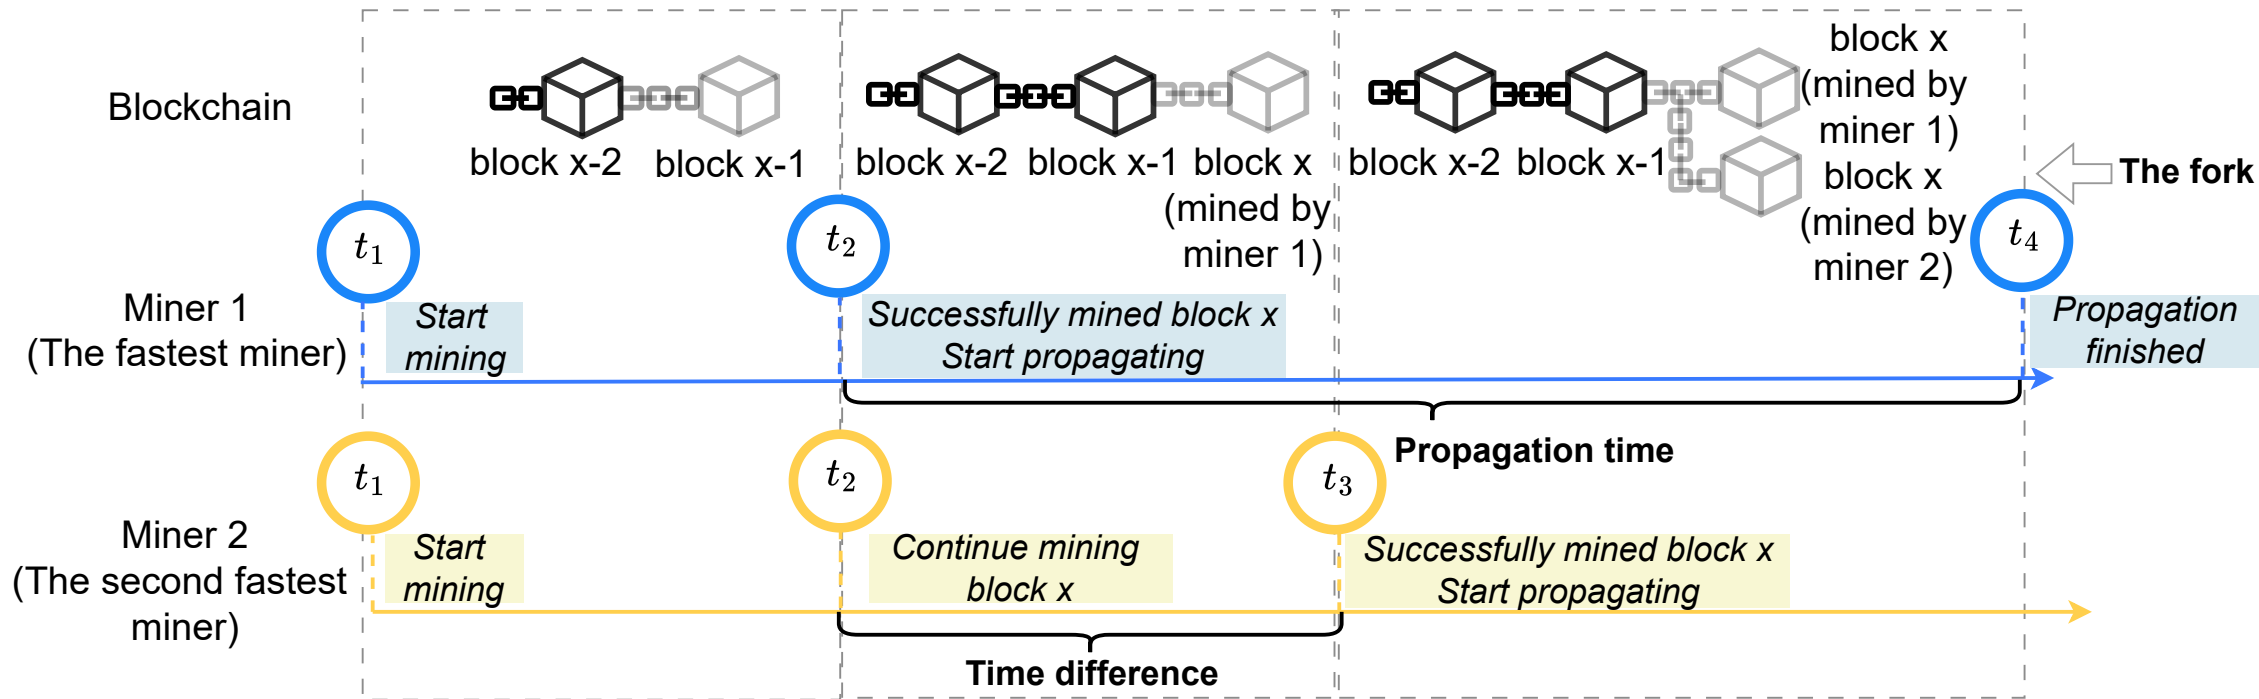 Blockchain
block x-2
block x-1
block x-2
block x-1
block x
(mined by
miner 1)
block x-2
block x-1
block x
(mined by
miner 1)
block x
(mined by
miner 2)
The fork
t1
t2
t4
Miner 1
(The fastest miner)
Start
mining
Successfully mined block x
Start propagating
Propagation
finished
Propagation time
t1
t2
t3
Miner 2
(The second fastest
miner)
Start
mining
Continue mining
block x
Successfully mined block x
Start propagating
Time difference